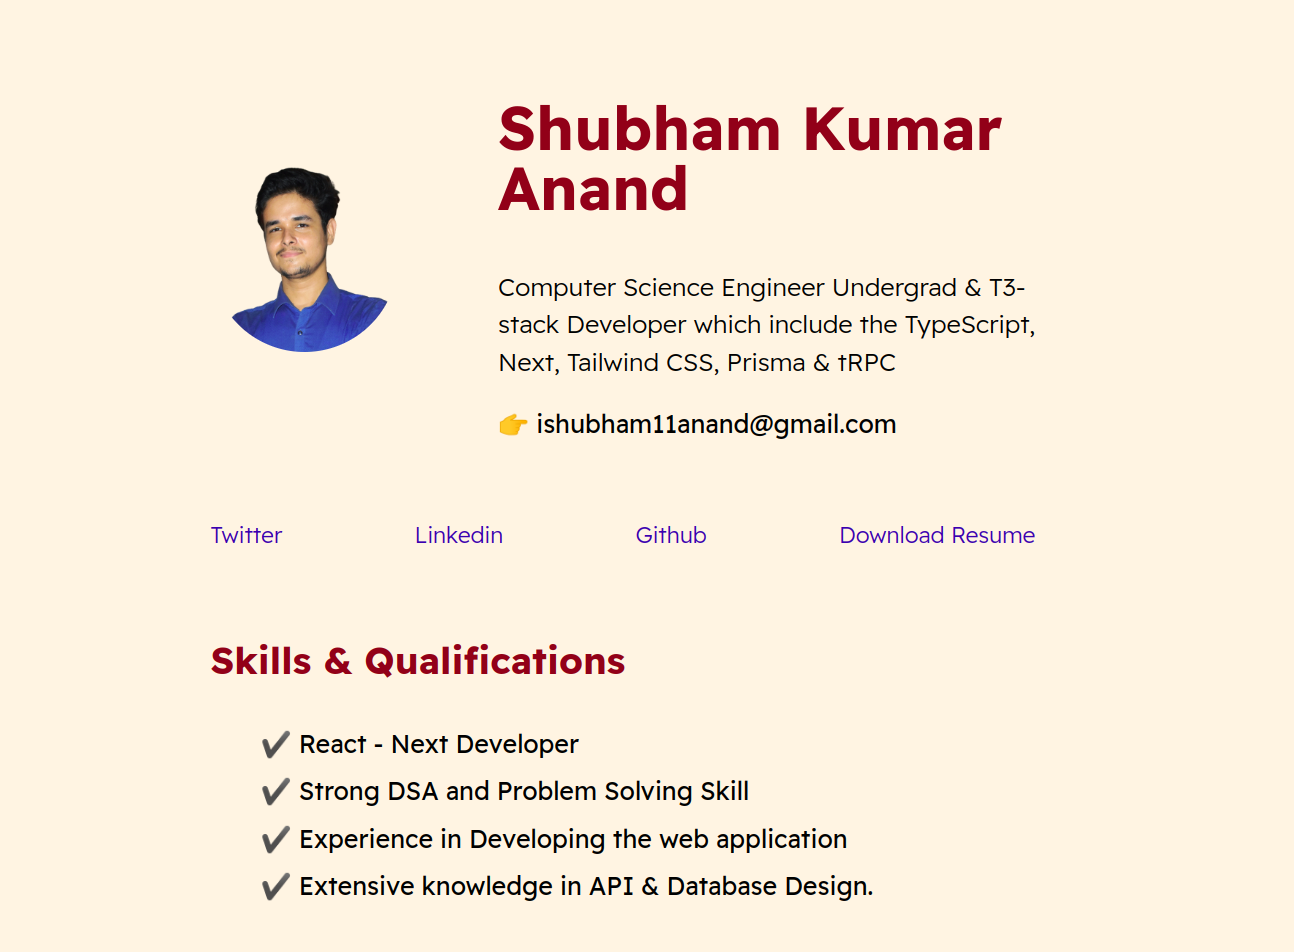 Shubham Kumar
Anand
Computer Science Engineer Undergrad & T3-
stack Developer which include the TypeScript,
Next, Tailwind CSS, Prisma & tRPC
👉 ishubham11anand@gmail.com
Twitter Linkedin Github Download Resume
Skills & Qualifications
✔️ React - Next Developer
✔️ Strong DSA and Problem Solving Skill
✔️ Experience in Developing the web application
✔️ Extensive knowledge in API & Database Design.